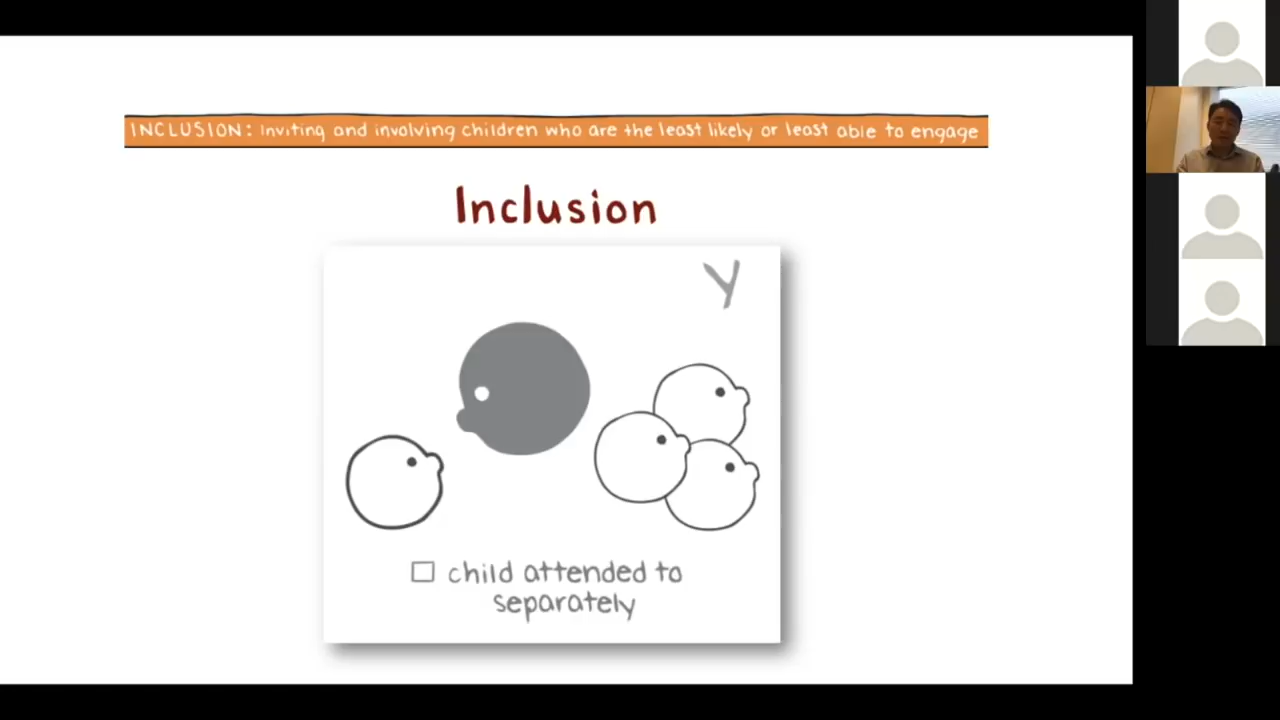 INCLUSION: Inviting and involving children who are the least likely or least able to engage
Inclusion
Y
child attended to
separately